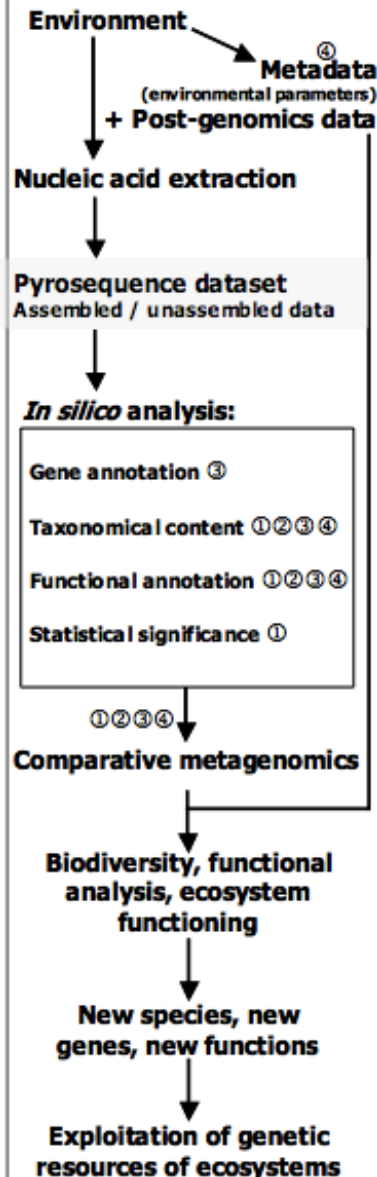 Environment
④
Metadata
(environmental parameters)
+ Post-genomics data
Nucleic acid extraction
Pyrosequence dataset
Assembled / unassembled data
In silico analysis:
Gene annotation ③
Taxonomical content ①②③④
Functional annotation ①②③④
Statistical significance ①
①②③④
Comparative metagenomics
Biodiversity, functional
analysis, ecosystem
functioning
New species, new
genes, new functions
Exploitation of genetic
resources of ecosystems